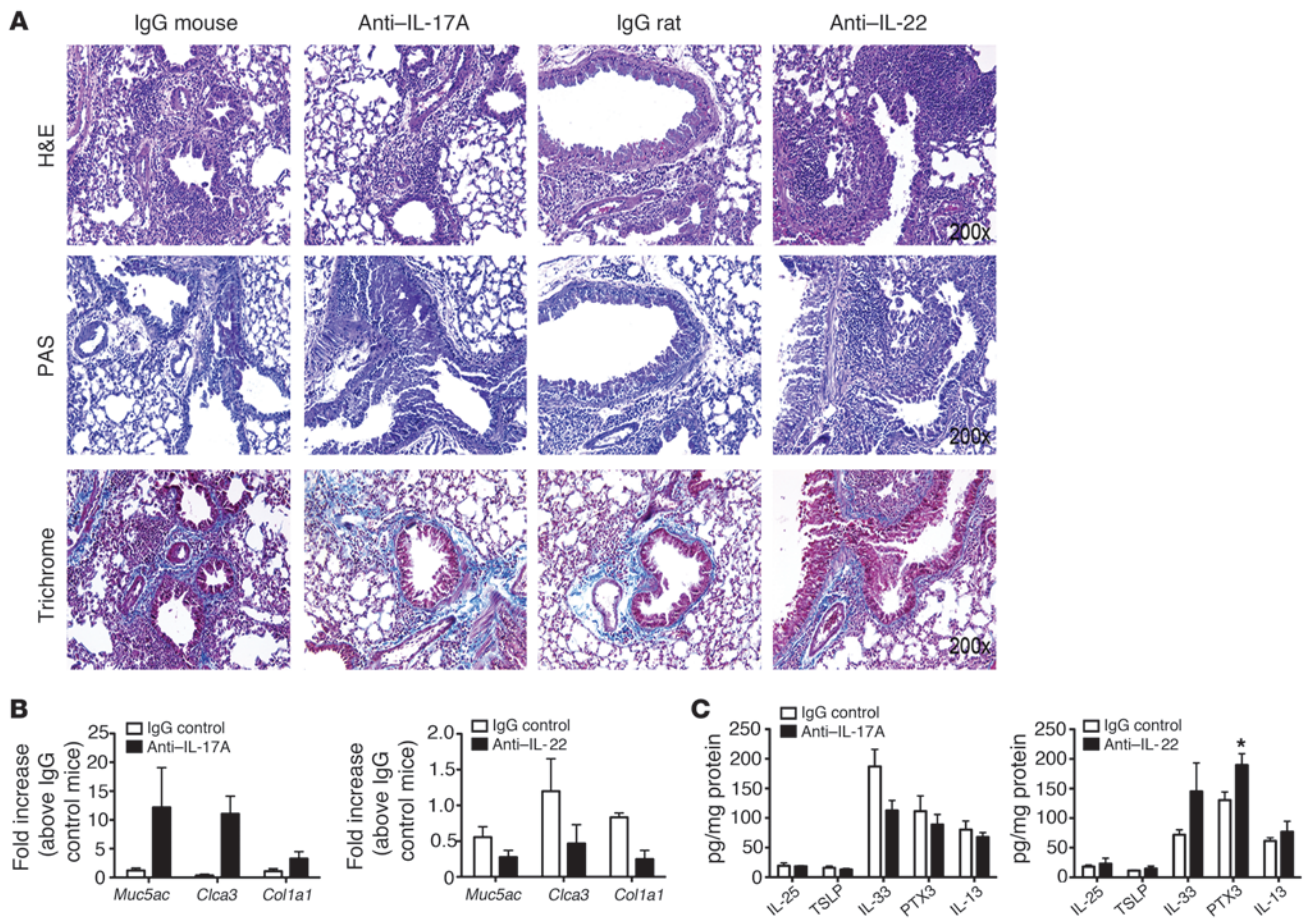 A
IgG mouse
Anti–IL-17A
IgG rat
Anti–IL-22
H&E
200x
PAS
200x
Trichrome
200x
B
Fold increase
(above IgG
control mice)
25
20
15
10
5
0
IgG control
Anti–IL-17A
Muc5ac
Clca3
Col1a1
Fold increase
(above IgG
control mice)
2.0
1.5
1.0
0.5
0.0
IgG control
Anti–IL-22
Muc5ac
Clca3
Col1a1
C
pg/mg protein
250
200
150
100
50
0
IgG control
Anti–IL-17A
IL-25
TSLP
IL-33
PTX3
IL-13
pg/mg protein
250
200
150
100
50
0
IgG control
Anti–IL-22
*
IL-25
TSLP
IL-33
PTX3
IL-13